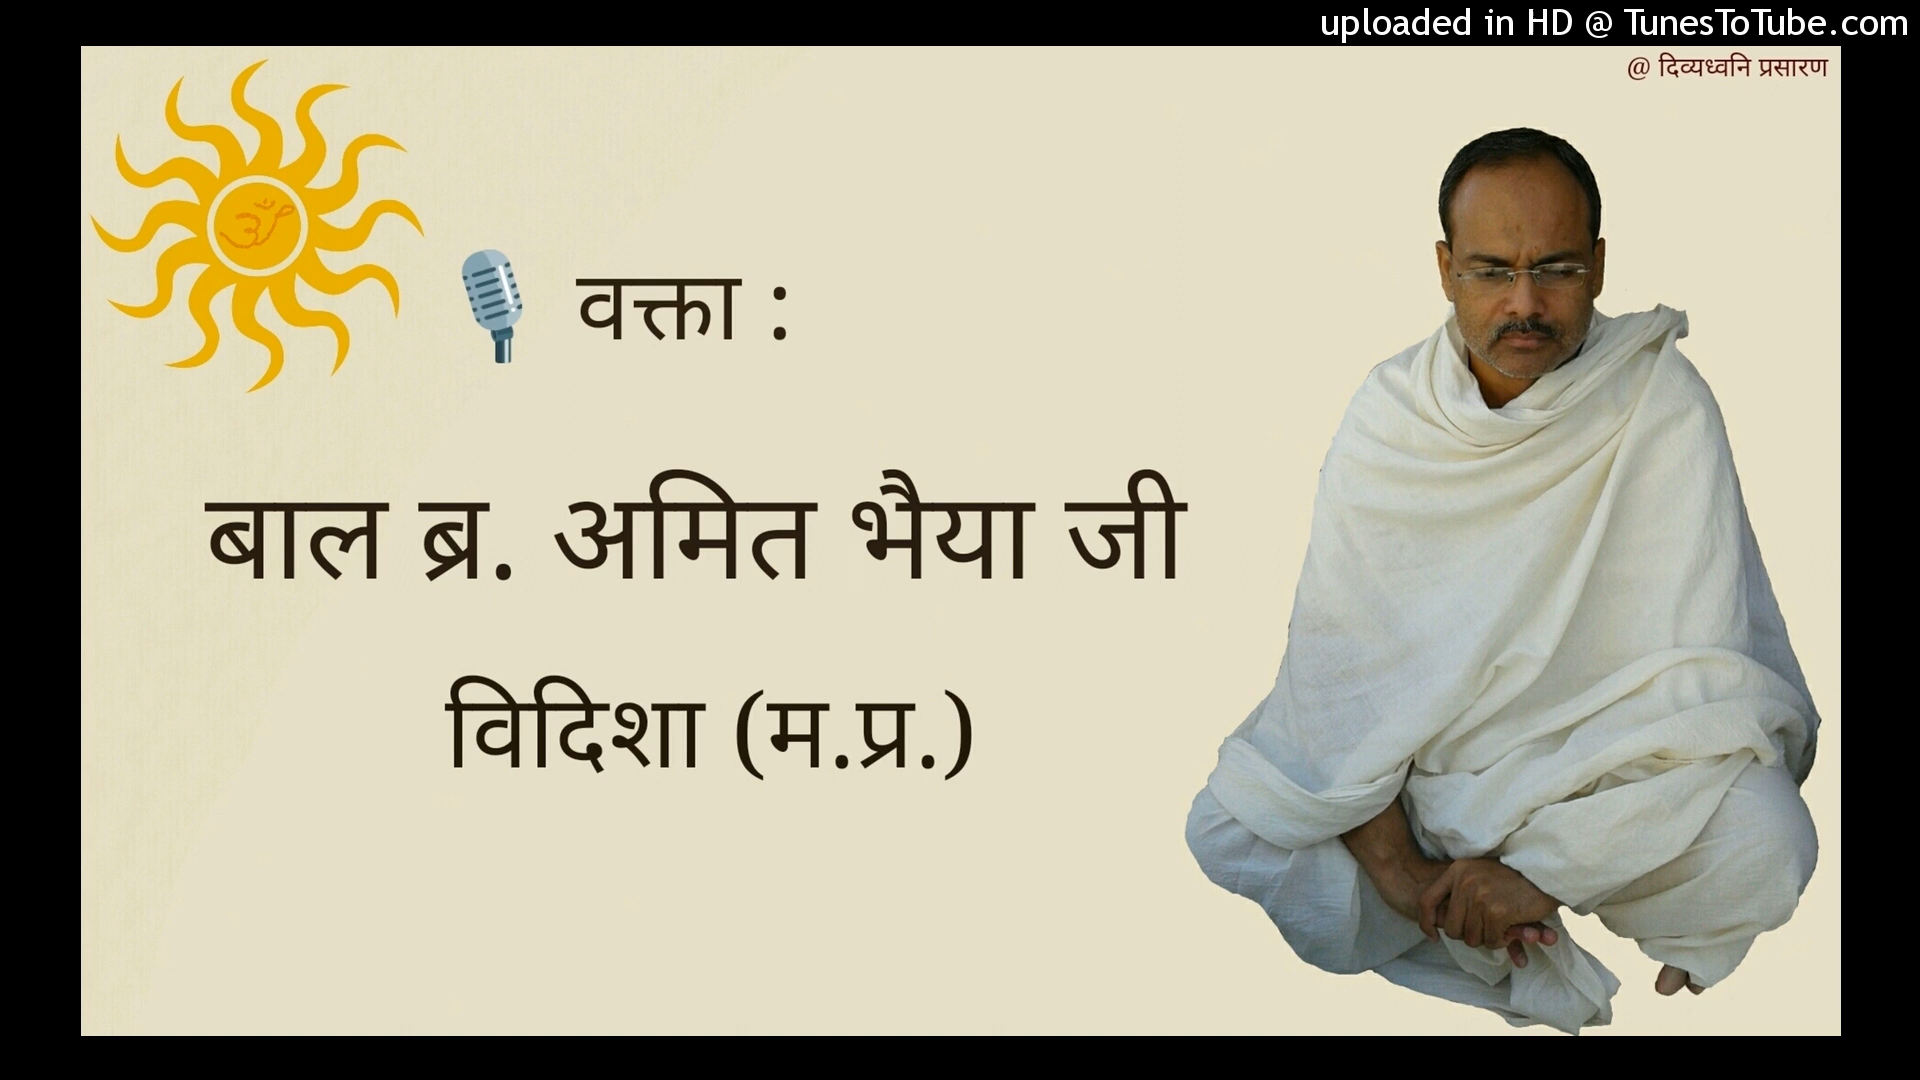 uploaded in HD @ TunesToTube.com
@ दिव्यध्वनि प्रसारण
ॐ
वक्ता :
बाल ब्र. अमित भैया जी
विदिशा (म.प्र.)